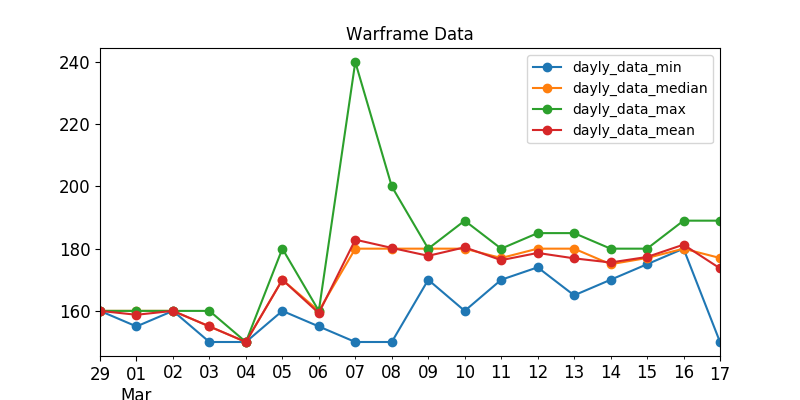 Warframe Data
dayly_data_min
dayly_data_median
dayly_data_max
dayly_data_mean
240
220
200
180
160
29 01 02 03 04 05 06 07 08 09 10 11 12 13 14 15 16 17
Mar